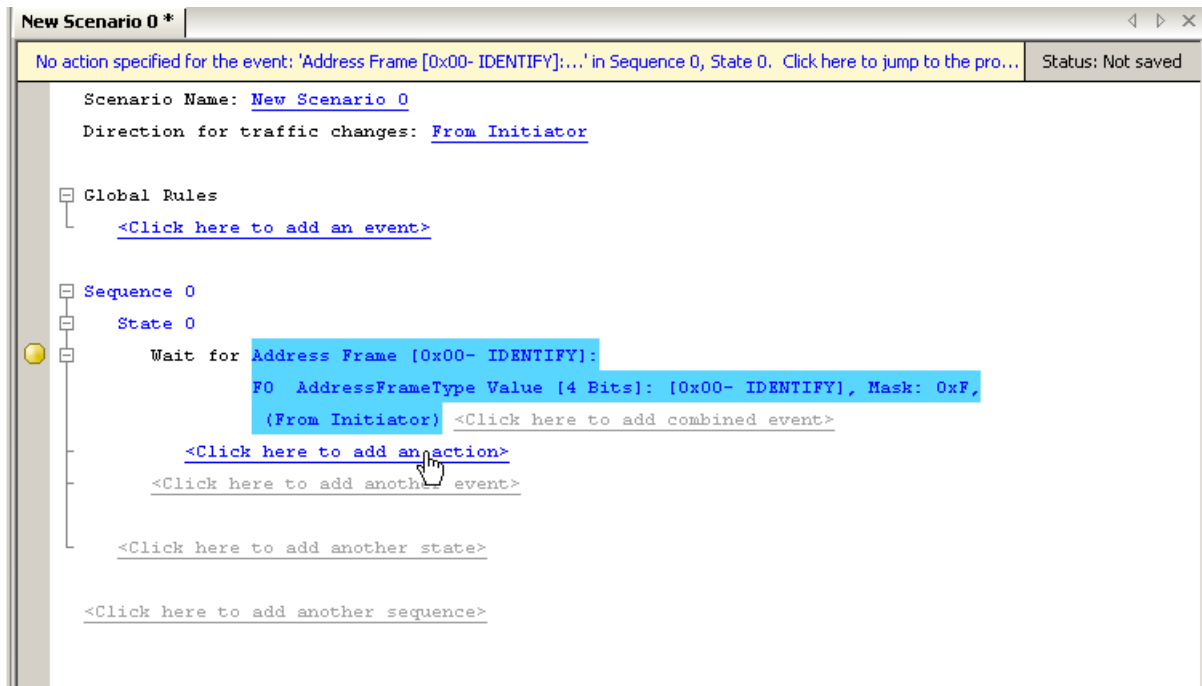 New Scenario 0 *
No action specified for the event: 'Address Frame [0x00- IDENTIFY]:...' in Sequence 0, State 0.  Click here to jump to the pro... Status: Not saved
Scenario Name: New Scenario 0
Direction for traffic changes: From Initiator
Global Rules
<Click here to add an event>
Sequence 0
State 0
Wait for Address Frame [0x00- IDENTIFY]:
F0  AddressFrameType Value [4 Bits]: [0x00- IDENTIFY], Mask: 0xF,
(From Initiator) <Click here to add combined event>
<Click here to add an action>
<Click here to add another event>
<Click here to add another state>
<Click here to add another sequence>